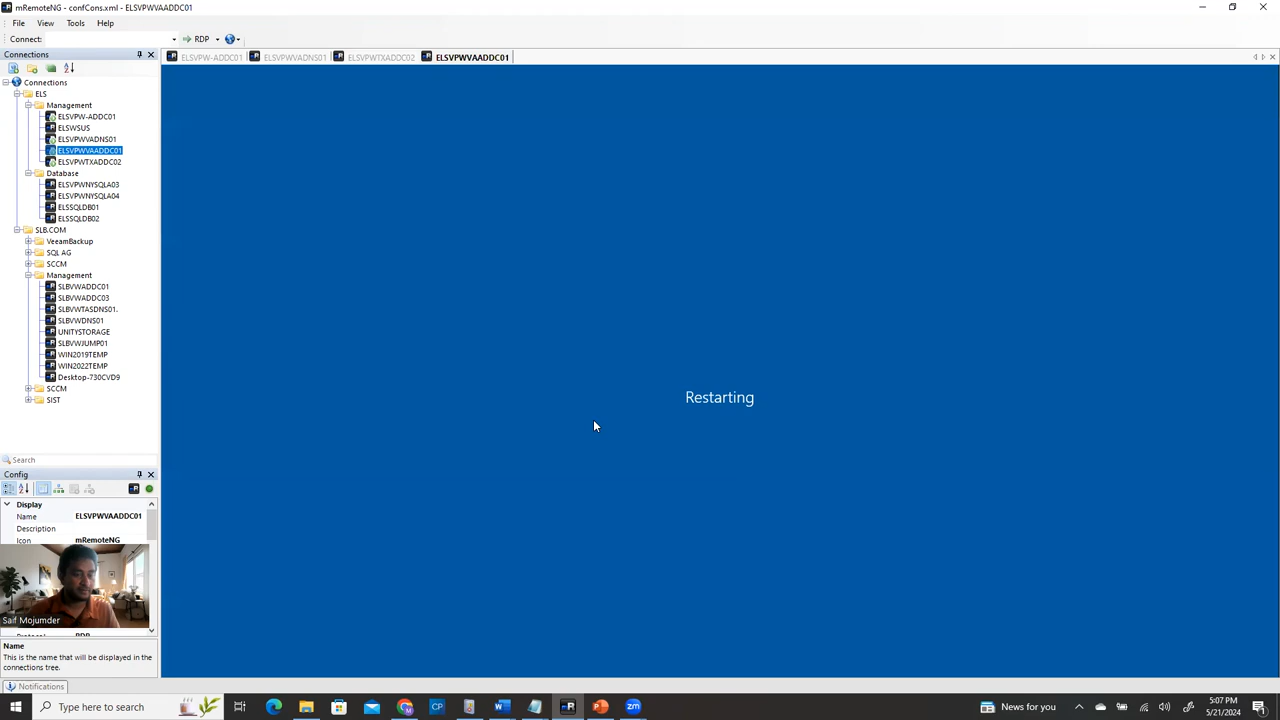 mRemoteNG - confCons.xml - ELSVPWVAADDC01
File View Tools Help
Connect: RDP
Connections
ELSVPW-ADDC01 ELSVPWVADNS01 ELSVPWTXADDC02 ELSVPWVAADDC01
Connections
ELS
Management
ELSVPW-ADDC01
ELSWSUS
ELSVPWVADNS01
ELSVPWVAADDC01
ELSVPWTXADDC02
Database
ELSVPWNYSQLA03
ELSVPWNYSQLA04
ELSSQLDB01
ELSSQLDB02
SLB.COM
VeeamBackup
SQL AG
SCCM
Management
SLBVWADDC01
SLBVWADDC03
SLBVWTASDNS01.
SLBVWDNS01
UNITYSTORAGE
SLBVWJUMP01
WIN2019TEMP
WIN2022TEMP
Desktop-730CVD9
SCCM
SIST
Restarting
Search
Config
Display
Name ELSVPWVAADDC01
Description
Icon mRemoteNG
Saif Mojumder
Protocol RDP
Name
This is the name that will be displayed in the
connections tree.
Notifications
Type here to search
News for you
5:07 PM
5/21/2024